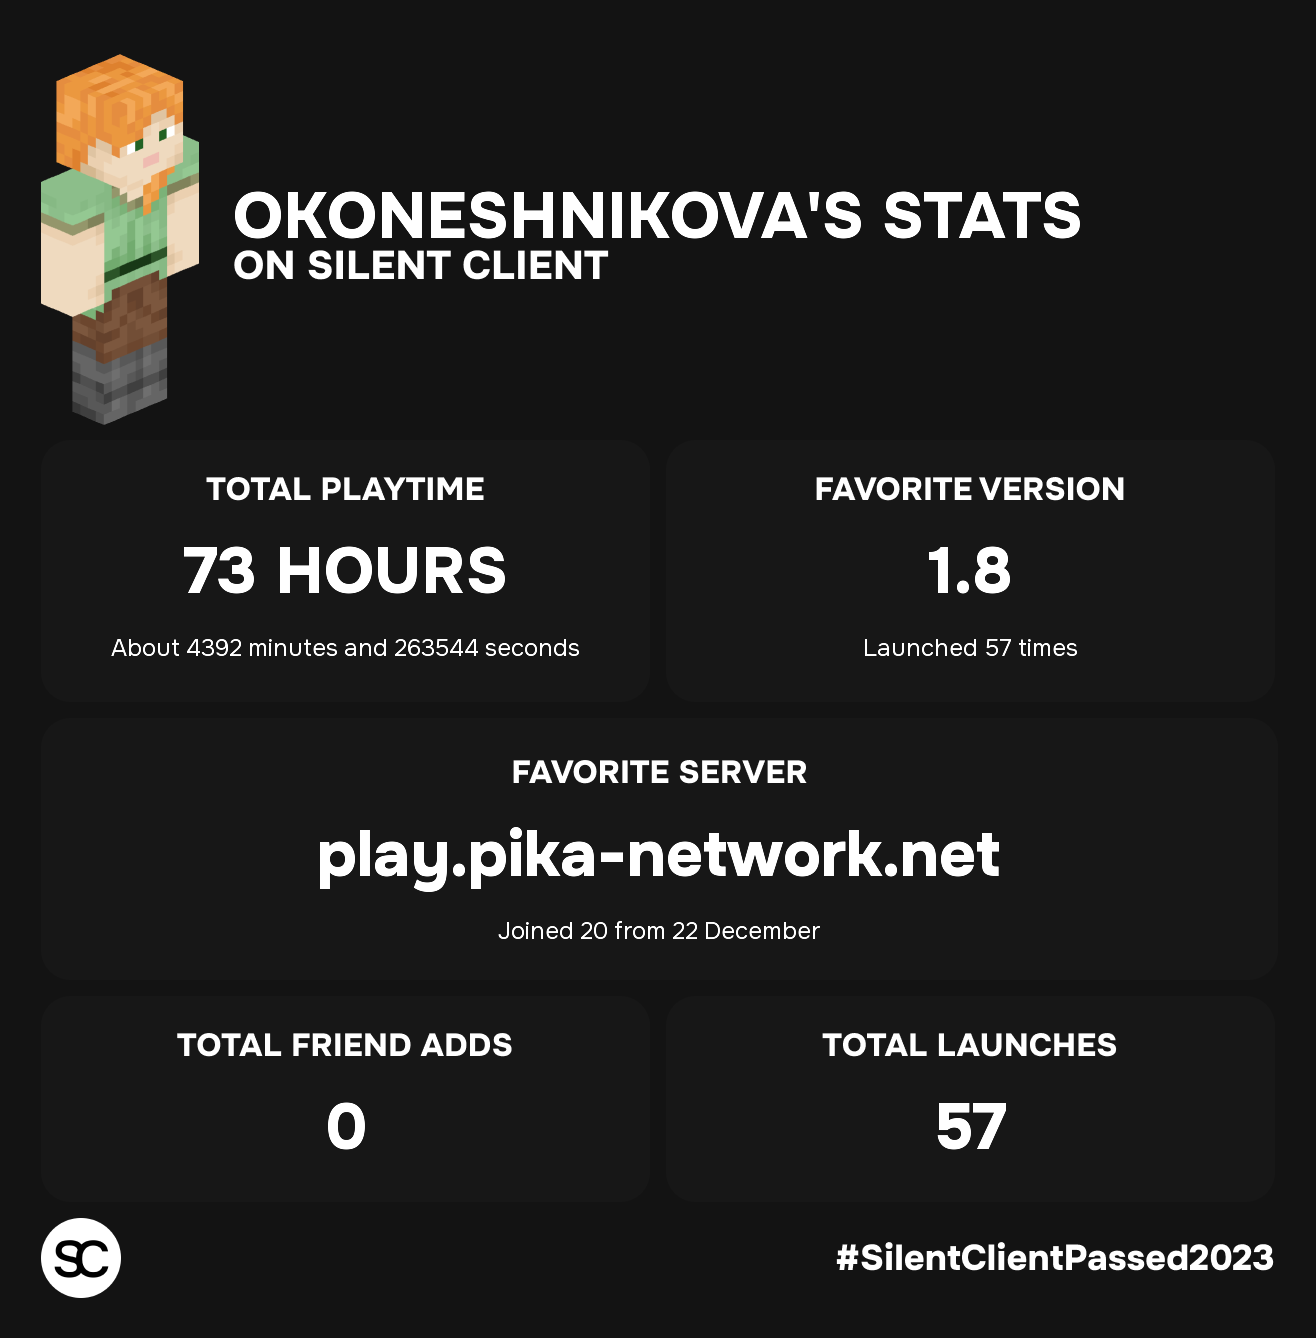 OKONESHNIKOVA'S STATS
ON SILENT CLIENT
TOTAL PLAYTIME
73 HOURS
About 4392 minutes and 263544 seconds
FAVORITE VERSION
1.8
Launched 57 times
FAVORITE SERVER
play.pika-network.net
Joined 20 from 22 December
TOTAL FRIEND ADDS
0
TOTAL LAUNCHES
57
SC
#SilentClientPassed2023